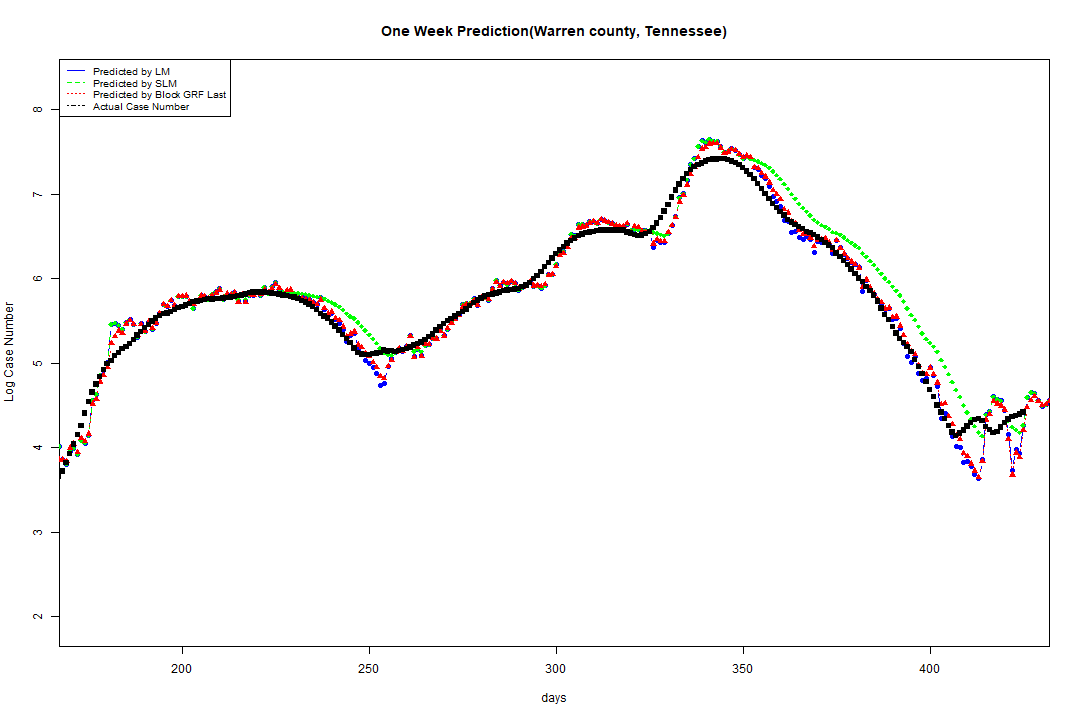 One Week Prediction(Warren county, Tennessee)
Predicted by LM
Predicted by SLM
Predicted by Block GRF Last
Actual Case Number
8
7
6
5
4
3
2
Log Case Number
200 250 300 350 400
days